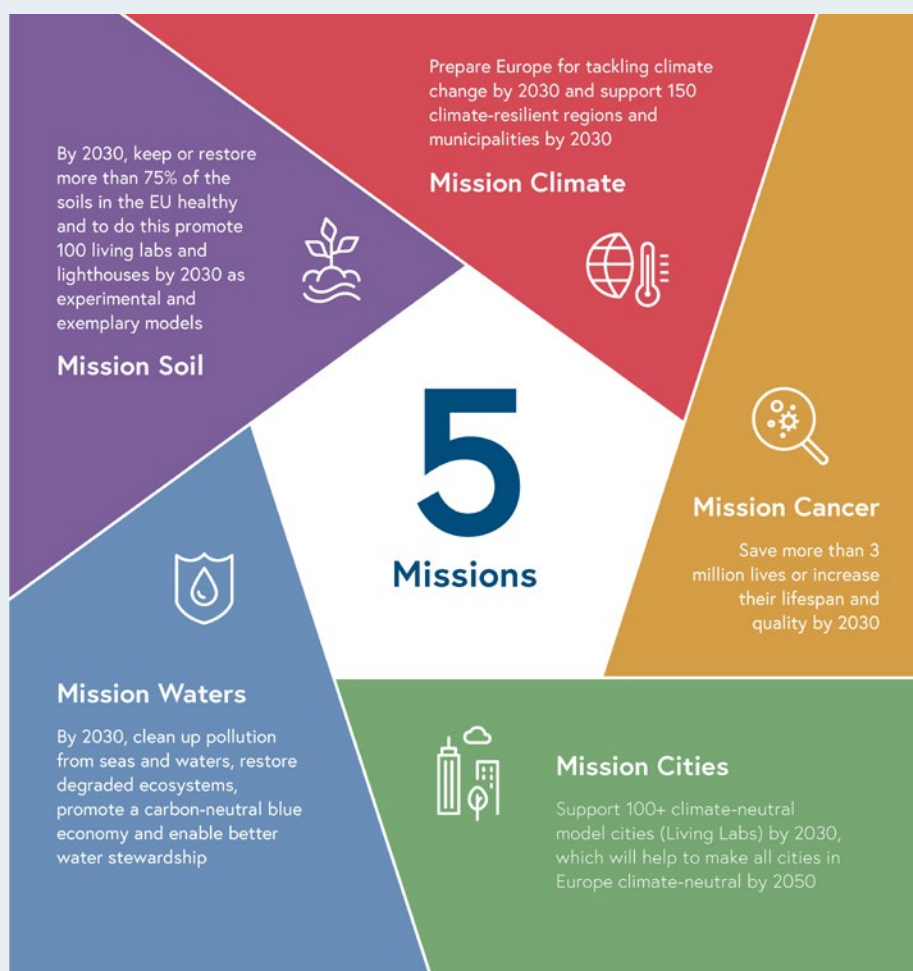 Prepare Europe for tackling climate
change by 2030 and support 150
climate-resilient regions and
municipalities by 2030
Mission Climate
By 2030, keep or restore
more than 75% of the
soils in the EU healthy
and to do this promote
100 living labs and
lighthouses by 2030 as
experimental and
exemplary models
Mission Soil
5
Missions
Mission Cancer
Save more than 3
million lives or increase
their lifespan and
quality by 2030
Mission Waters
By 2030, clean up pollution
from seas and waters, restore
degraded ecosystems,
promote a carbon-neutral blue
economy and enable better
water stewardship
Mission Cities
Support 100+ climate-neutral
model cities (Living Labs) by 2030,
which will help to make all cities in
Europe climate-neutral by 2050